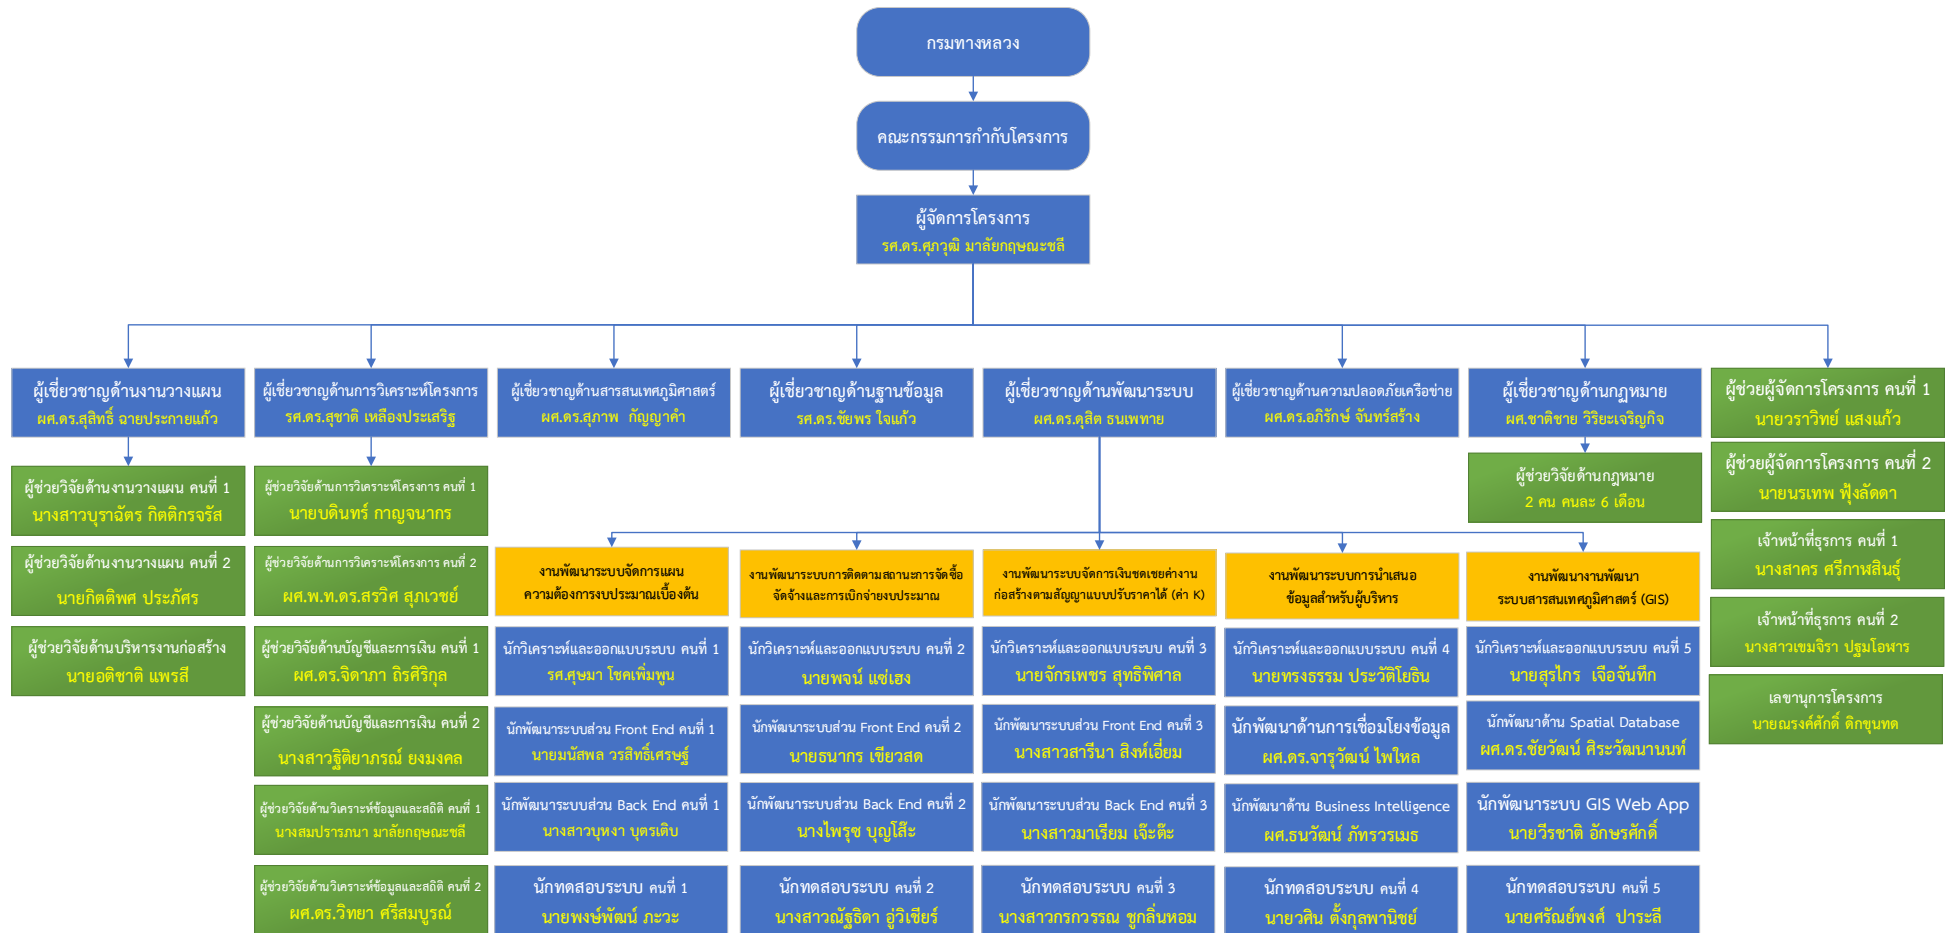 กรมทางหลวง
คณะกรรมการกำกับโครงการ
ผู้จัดการโครงการ
รศ.ดร.ศุภวุฒิ มาลัยกฤษณะชลี
ผู้เชี่ยวชาญด้านงานวางแผน
ผศ.ดร.สุสิทธิ์ ฉายประกายแก้ว
ผู้เชี่ยวชาญด้านการวิเคราะห์โครงการ
รศ.ดร.สุชาติ เหลืองประเสริฐ
ผู้เชี่ยวชาญด้านสารสนเทศภูมิศาสตร์
ผศ.ดร.สุภาพ กัญญาคำ
ผู้เชี่ยวชาญด้านฐานข้อมูล
รศ.ดร.ชัยพร ใจแก้ว
ผู้เชี่ยวชาญด้านพัฒนาระบบ
ผศ.ดร.ดุสิต ธนเพทาย
ผู้เชี่ยวชาญด้านความปลอดภัยเครือข่าย
ผศ.ดร.อภิรักษ์ จันทร์สร้าง
ผู้เชี่ยวชาญด้านกฎหมาย
ผศ.ชาติชาย วิริยะเจริญกิจ
ผู้ช่วยผู้จัดการโครงการ คนที่ 1
นายวราวิทย์ แสงแก้ว
ผู้ช่วยผู้จัดการโครงการ คนที่ 2
นายนรเทพ ฟุ้งลัดดา
เจ้าหน้าที่ธุรการ คนที่ 1
นางสาคร ศรีกาฬสินธุ์
เจ้าหน้าที่ธุรการ คนที่ 2
นางสาวเขมจิรา ปฐมโอฬาร
เลขานุการโครงการ
นายณรงค์ศักดิ์ ดิกขุนทด
ผู้ช่วยวิจัยด้านงานวางแผน คนที่ 1
นางสาวบุราฉัตร กิตติกรจรัส
ผู้ช่วยวิจัยด้านงานวางแผน คนที่ 2
นายกิตติพศ ประภัศร
ผู้ช่วยวิจัยด้านบริหารงานก่อสร้าง
นายอติชาติ แพรสี
ผู้ช่วยวิจัยด้านการวิเคราะห์โครงการ คนที่ 1
นายบดินทร์ กาญจนากร
ผู้ช่วยวิจัยด้านการวิเคราะห์โครงการ คนที่ 2
ผศ.พ.ท.ดร.สรวิศ สุภเวชย์
ผู้ช่วยวิจัยด้านบัญชีและการเงิน คนที่ 1
ผศ.ดร.จิดาภา ถิรศิริกุล
ผู้ช่วยวิจัยด้านบัญชีและการเงิน คนที่ 2
นางสาวฐิติยาภรณ์ ยงมงคล
ผู้ช่วยวิจัยด้านวิเคราะห์ข้อมูลและสถิติ คนที่ 1
นางสมปรารภนา มาลัยกฤษณะชลี
ผู้ช่วยวิจัยด้านวิเคราะห์ข้อมูลและสถิติ คนที่ 2
ผศ.ดร.วิทยา ศรีสมบูรณ์
ผู้ช่วยวิจัยด้านกฎหมาย
2 คน คนละ 6 เดือน
งานพัฒนาระบบจัดการแผน
ความต้องการงบประมาณเบื้องต้น
นักวิเคราะห์และออกแบบระบบ คนที่ 1
รศ.ศุษมา โชคเพิ่มพูน
นักพัฒนาระบบส่วน Front End คนที่ 1
นายมนัสพล วรสิทธิ์เศรษฐ์
นักพัฒนาระบบส่วน Back End คนที่ 1
นางสาวบุหงา บุตรเติบ
นักทดสอบระบบ คนที่ 1
นายพงษ์พัฒน์ ภะวะ
งานพัฒนาระบบการติดตามสถานะการจัดซื้อ
จัดจ้างและการเบิกจ่ายงบประมาณ
นักวิเคราะห์และออกแบบระบบ คนที่ 2
นายพจน์ แซ่เฮง
นักพัฒนาระบบส่วน Front End คนที่ 2
นายธนากร เขียวสด
นักพัฒนาระบบส่วน Back End คนที่ 2
นางไพรุซ บุญโส๊ะ
นักทดสอบระบบ คนที่ 2
นางสาวณัฐธิดา อู่วิเชียร์
งานพัฒนาระบบจัดการเงินชดเชยค่างาน
ก่อสร้างตามสัญญาแบบปรับราคาได้ (ค่า K)
นักวิเคราะห์และออกแบบระบบ คนที่ 3
นายจักรเพชร สุทธิพิศาล
นักพัฒนาระบบส่วน Front End คนที่ 3
นางสาวสารีนา สิงห์เอี่ยม
นักพัฒนาระบบส่วน Back End คนที่ 3
นางสาวมาเรียม เจ๊ะต๊ะ
นักทดสอบระบบ คนที่ 3
นางสาวกรกวรรณ ชูกลิ่นหอม
งานพัฒนาระบบการนำเสนอ
ข้อมูลสำหรับผู้บริหาร
นักวิเคราะห์และออกแบบระบบ คนที่ 4
นายทรงธรรม ประวัติโยธิน
นักพัฒนาด้านการเชื่อมโยงข้อมูล
ผศ.ดร.จารุวัฒน์ ไพใหล
นักพัฒนาด้าน Business Intelligence
ผศ.ธนวัฒน์ ภัทรวรเมธ
นักทดสอบระบบ คนที่ 4
นายวศิน ตั้งกุลพานิชย์
งานพัฒนางานพัฒนา
ระบบสารสนเทศภูมิศาสตร์ (GIS)
นักวิเคราะห์และออกแบบระบบ คนที่ 5
นายสุรไกร เจือจันทึก
นักพัฒนาด้าน Spatial Database
ผศ.ดร.ชัยวัฒน์ ศิระวัฒนานนท์
นักพัฒนาระบบ GIS Web App
นายวีรชาติ อักษรศักดิ์
นักทดสอบระบบ คนที่ 5
นายศรัณย์พงศ์ ปาระลี